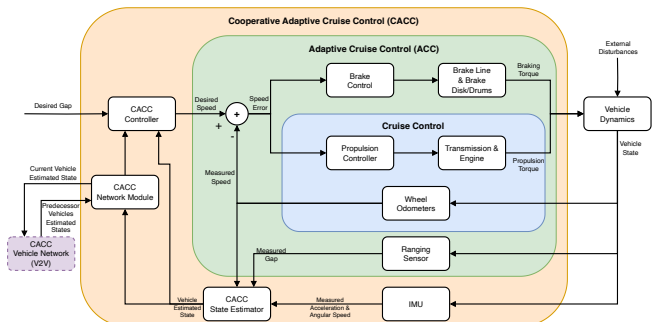 Cooperative Adaptive Cruise Control (CACC)
Adaptive Cruise Control (ACC)
External
Disturbances
Desired Gap
CACC
Controller
Desired
Speed
+
+
-
Speed
Error
Brake
Control
Brake Line
& Brake
Disk/Drums
Braking
Torque
Vehicle
Dynamics
Vehicle
State
Cruise Control
Propulsion
Controller
Transmission &
Engine
Propulsion
Torque
Measured
Speed
Wheel
Odometers
Current Vehicle
Estimated State
CACC
Network Module
Predecessor
Vehicles
Estimated
States
CACC
Vehicle Network
(V2V)
Measured
Gap
Ranging
Sensor
Vehicle
Estimated
State
CACC
State Estimator
Measured
Acceleration &
Angular Speed
IMU